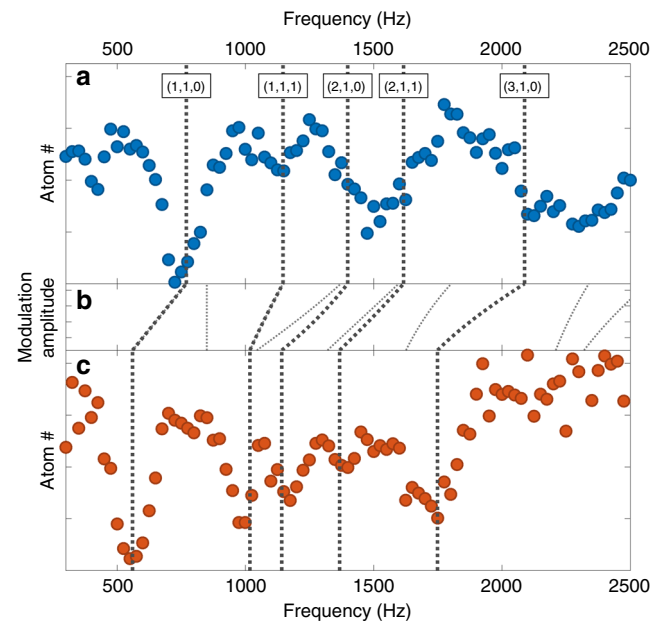 Frequency (Hz)
500 1000 1500 2000 2500
a
(1,1,0) (1,1,1) (2,1,0) (2,1,1) (3,1,0)
Atom #
b
Modulation
amplitude
c
Atom #
500 1000 1500 2000 2500
Frequency (Hz)